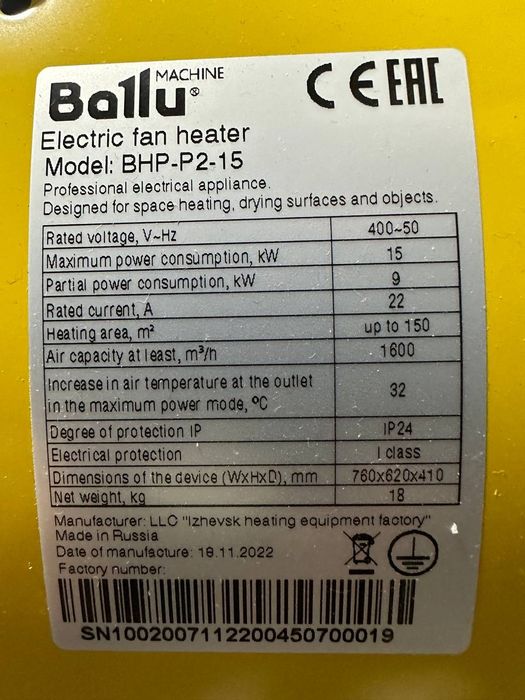 Ballu® MACHINE
CE EAC
Electric fan heater
Model: BHP-P2-15
Professional electrical appliance.
Designed for space heating, drying surfaces and objects.
Rated voltage, V~Hz 400~50
Maximum power consumption, kW 15
Partial power consumption, kW 9
Rated current, A 22
Heating area, m² up to 150
Air capacity at least, m³/h 1600
Increase in air temperature at the outlet
in the maximum power mode, ºC 32
Degree of protection IP IP24
Electrical protection I class
Dimensions of the device (WxHxD), mm 760x620x410
Net weight, kg 18
Manufacturer: LLC "Izhevsk heating equipment factory"
Made in Russia
Date of manufacture: 18.11.2022
Factory number:
SN1002007112200450700019